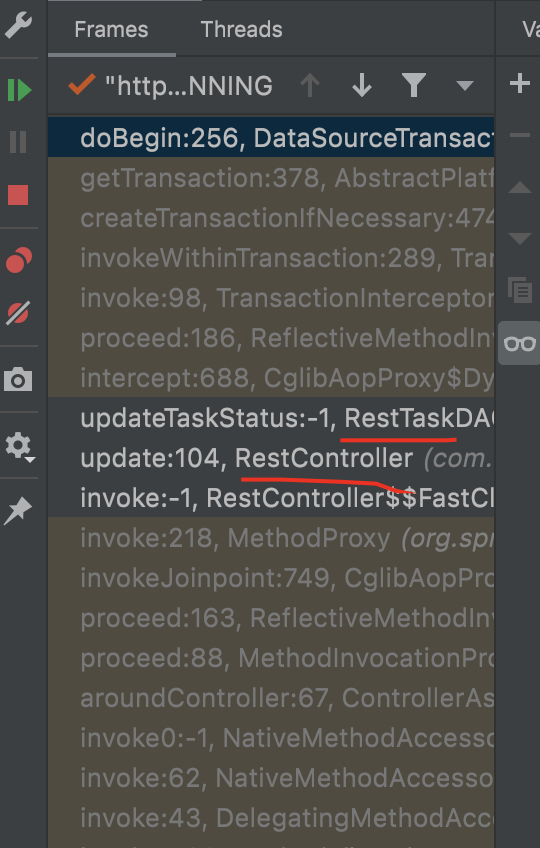 Frames Threads Va
"http...NNING
doBegin:256, DataSourceTransact
getTransaction:378, AbstractPlatf
createTransactionIfNecessary:474
invokeWithinTransaction:289, Tran
invoke:98, TransactionInterceptor
proceed:186, ReflectiveMethodInv
intercept:688, CglibAopProxy$Dy
updateTaskStatus:-1, RestTaskDAO
update:104, RestController (com.
invoke:-1, RestController$$FastCl
invoke:218, MethodProxy (org.spr
invokeJoinpoint:749, CglibAopPro
proceed:163, ReflectiveMethodInv
proceed:88, MethodInvocationPro
aroundController:67, ControllerAs
invoke0:-1, NativeMethodAccesso
invoke:62, NativeMethodAccesso
invoke:43, DelegatingMethodAcc